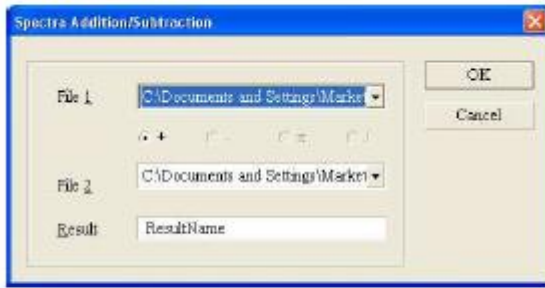 Spectra Addition/Subtraction
OK
File 1
C:\Documents and Settings\Market
Cancel
+ - * /
C:\Documents and Settings\Market
File 2
Result
ResultName